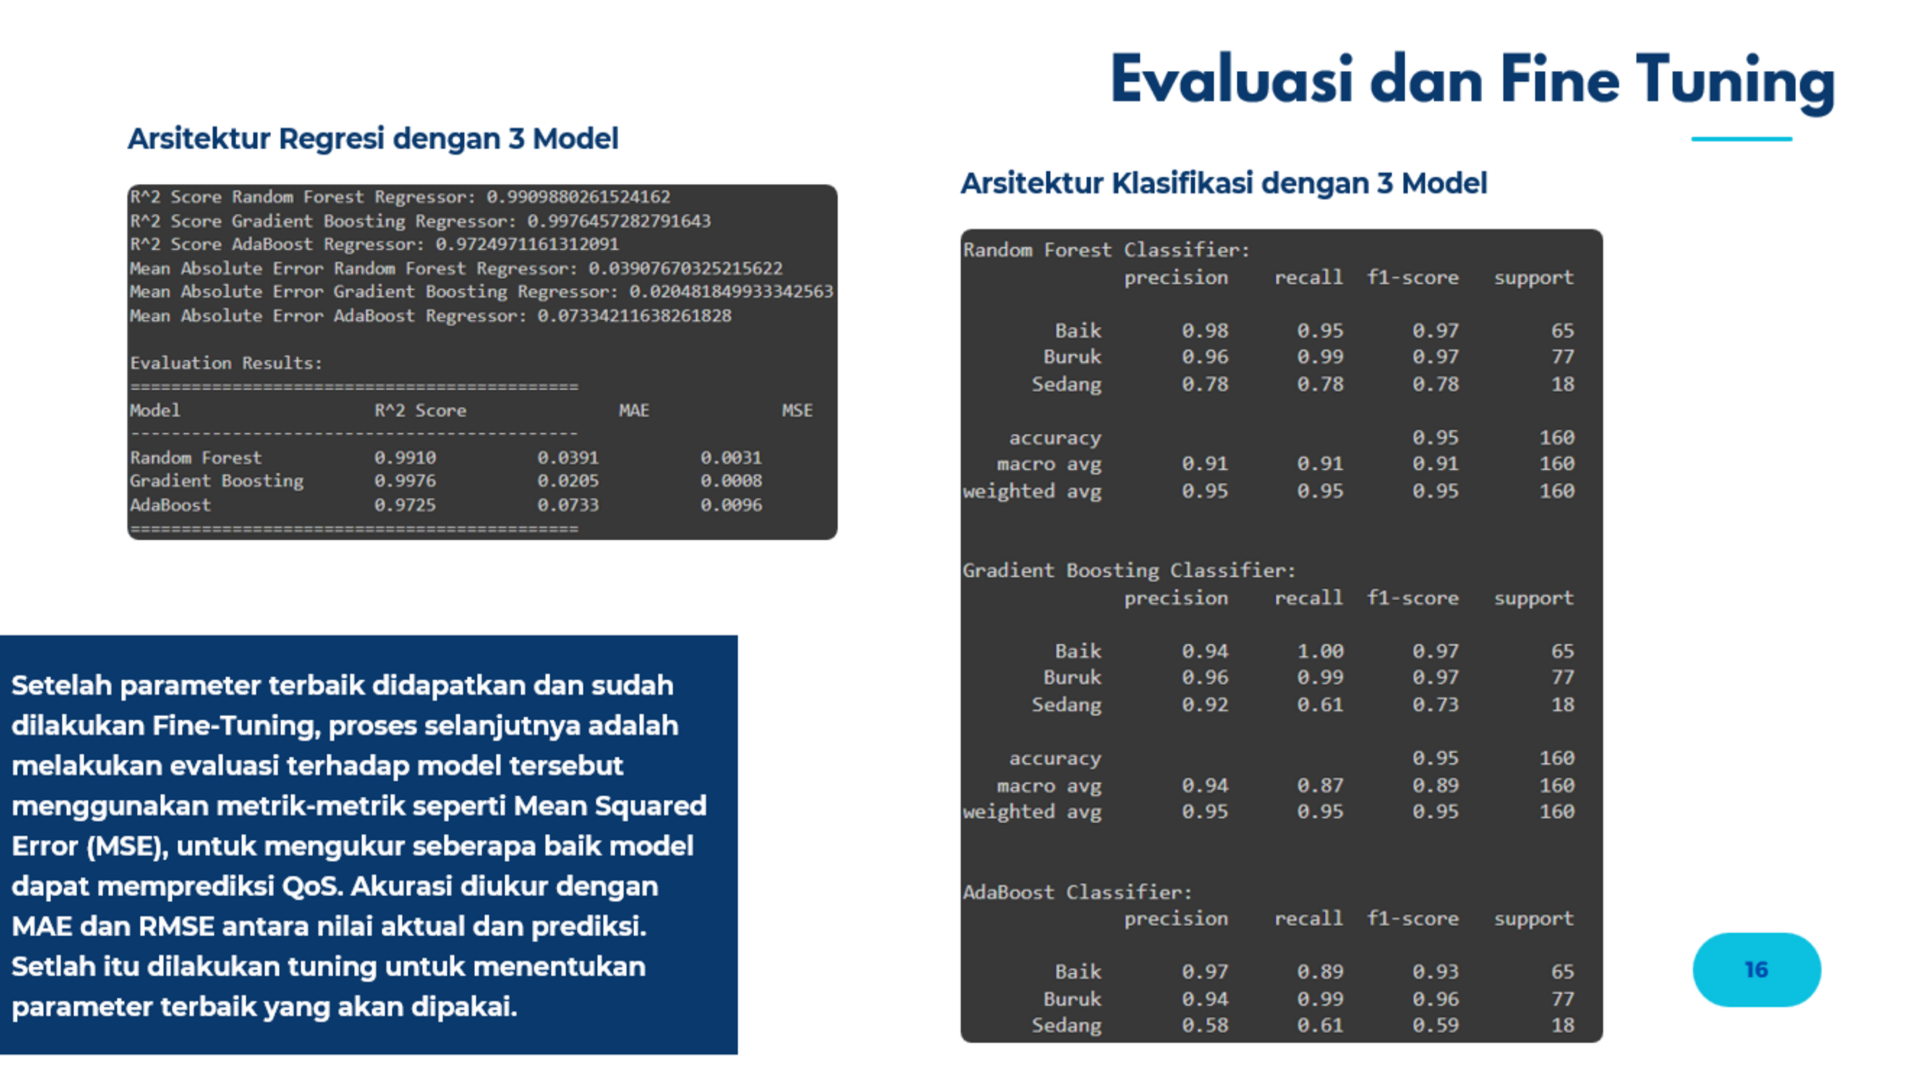 Evaluasi dan Fine Tuning
Arsitektur Regresi dengan 3 Model
R^2 Score Random Forest Regressor: 0.9909880261524162
R^2 Score Gradient Boosting Regressor: 0.9976457282791643
R^2 Score AdaBoost Regressor: 0.9724971161312091
Mean Absolute Error Random Forest Regressor: 0.03907670325215622
Mean Absolute Error Gradient Boosting Regressor: 0.020481849933342563
Mean Absolute Error AdaBoost Regressor: 0.07334211638261828
Evaluation Results:
============================================
Model R^2 Score MAE MSE
--------------------------------------------
Random Forest 0.9910 0.0391 0.0031
Gradient Boosting 0.9976 0.0205 0.0008
AdaBoost 0.9725 0.0733 0.0096
============================================
Setelah parameter terbaik didapatkan dan sudah
dilakukan Fine-Tuning, proses selanjutnya adalah
melakukan evaluasi terhadap model tersebut
menggunakan metrik-metrik seperti Mean Squared
Error (MSE), untuk mengukur seberapa baik model
dapat memprediksi QoS. Akurasi diukur dengan
MAE dan RMSE antara nilai aktual dan prediksi.
Setlah itu dilakukan tuning untuk menentukan
parameter terbaik yang akan dipakai.
Arsitektur Klasifikasi dengan 3 Model
Random Forest Classifier:
precision recall f1-score support
Baik 0.98 0.95 0.97 65
Buruk 0.96 0.99 0.97 77
Sedang 0.78 0.78 0.78 18
accuracy 0.95 160
macro avg 0.91 0.91 0.91 160
weighted avg 0.95 0.95 0.95 160
Gradient Boosting Classifier:
precision recall f1-score support
Baik 0.94 1.00 0.97 65
Buruk 0.96 0.99 0.97 77
Sedang 0.92 0.61 0.73 18
accuracy 0.95 160
macro avg 0.94 0.87 0.89 160
weighted avg 0.95 0.95 0.95 160
AdaBoost Classifier:
precision recall f1-score support
Baik 0.97 0.89 0.93 65
Buruk 0.94 0.99 0.96 77
Sedang 0.58 0.61 0.59 18
16